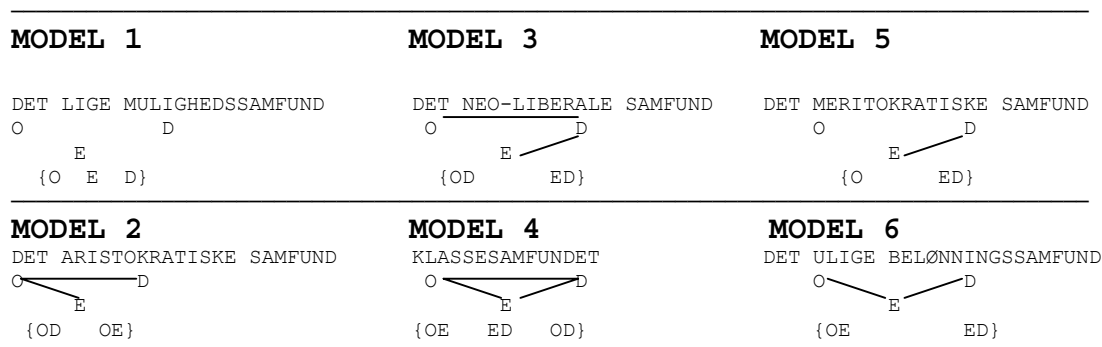 MODEL 1 MODEL 3 MODEL 5
DET LIGE MULIGHEDSSAMFUND DET NEO-LIBERALE SAMFUND DET MERITOKRATISKE SAMFUND
O D O D O D
E E E
{O E D} {OD ED} {O ED}
MODEL 2 MODEL 4 MODEL 6
DET ARISTOKRATISKE SAMFUND KLASSESAMFUNDET DET ULIGE BELØNNINGSSAMFUND
O D O D O D
E E E
{OD OE} {OE ED OD} {OE ED}